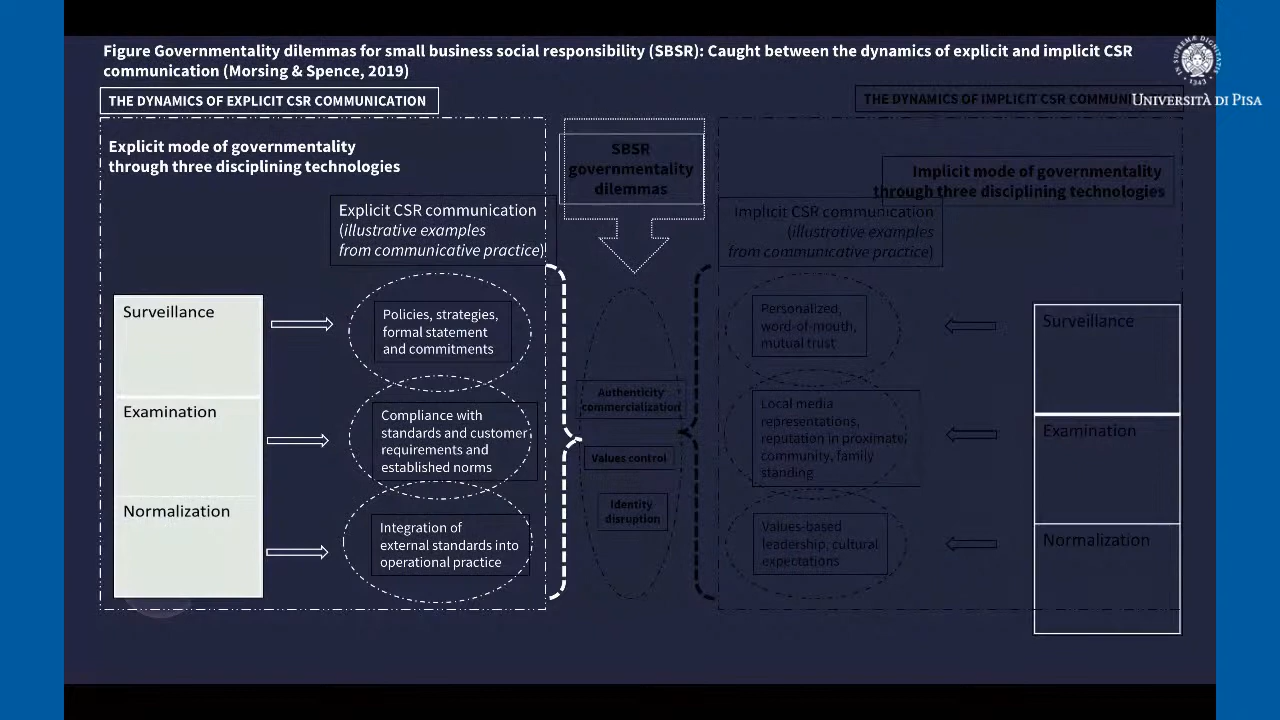 Figure Governmentality dilemmas for small business social responsibility (SBSR): Caught between the dynamics of explicit and implicit CSR
communication (Morsing & Spence, 2019)
IN SUPREMÆ DIGNITATIS
1343
UNIVERSITÀ DI PISA
THE DYNAMICS OF EXPLICIT CSR COMMUNICATION
THE DYNAMICS OF IMPLICIT CSR
Explicit mode of governmentality
through three disciplining technologies
SBSR
governmentality
dilemmas
Implicit mode of governmentality
through three disciplining technologies
Explicit CSR communication
(illustrative examples
from communicative practice)
Implicit CSR communication
(illustrative examples
from communicative practice)
Surveillance
Policies, strategies,
formal statement
and commitments
Personalized,
word-of-mouth,
mutual trust
Surveillance
Examination
Compliance with
standards and customer
requirements and
established norms
Authenticity
commercialization
Values control
Identity
disruption
Local media
representations,
reputation in proximate
community, family
standing
Examination
Normalization
Integration of
external standards into
operational practice
Values-based
leadership, cultural
expectations
Normalization